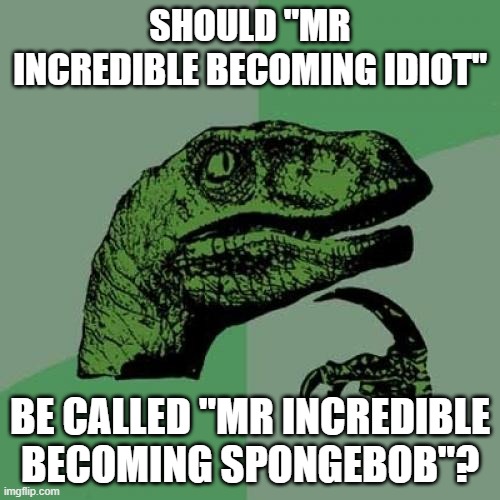 SHOULD "MR
INCREDIBLE BECOMING IDIOT"
BE CALLED "MR INCREDIBLE
BECOMING SPONGEBOB"?
imgflip.com